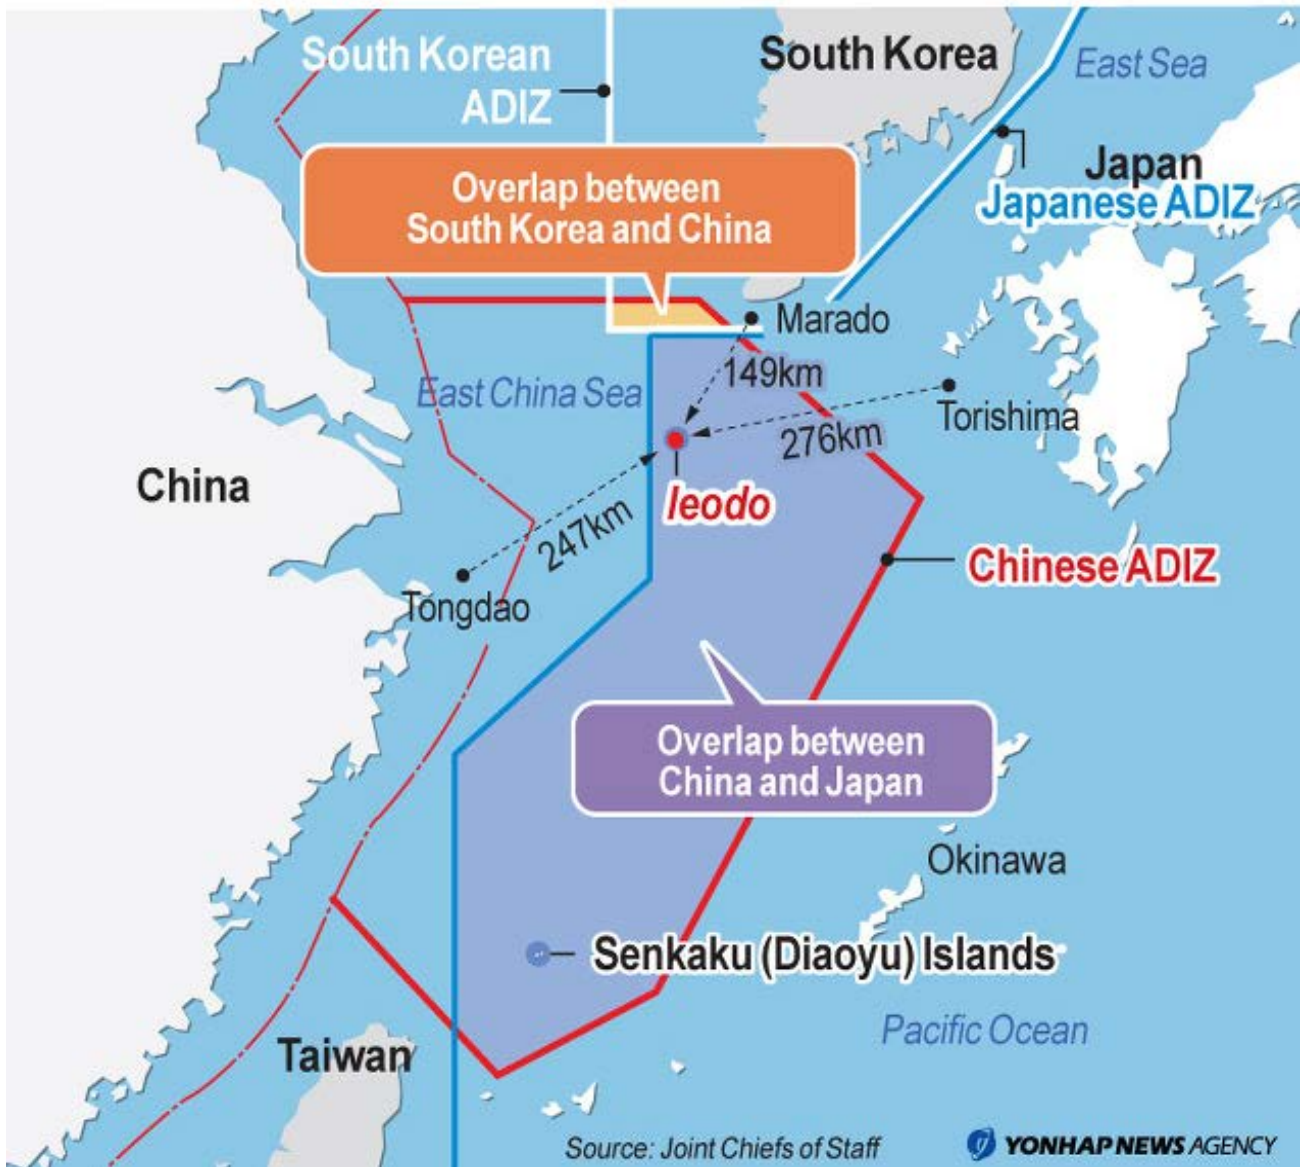 South Korean
ADIZ
South Korea
East Sea
Japan
Japanese ADIZ
Overlap between
South Korea and China
Marado
149km
East China Sea
Torishima
276km
China
Ieodo
247km
Chinese ADIZ
Tongdao
Overlap between
China and Japan
Okinawa
Senkaku (Diaoyu) Islands
Pacific Ocean
Taiwan
Source: Joint Chiefs of Staff
YONHAP NEWS AGENCY